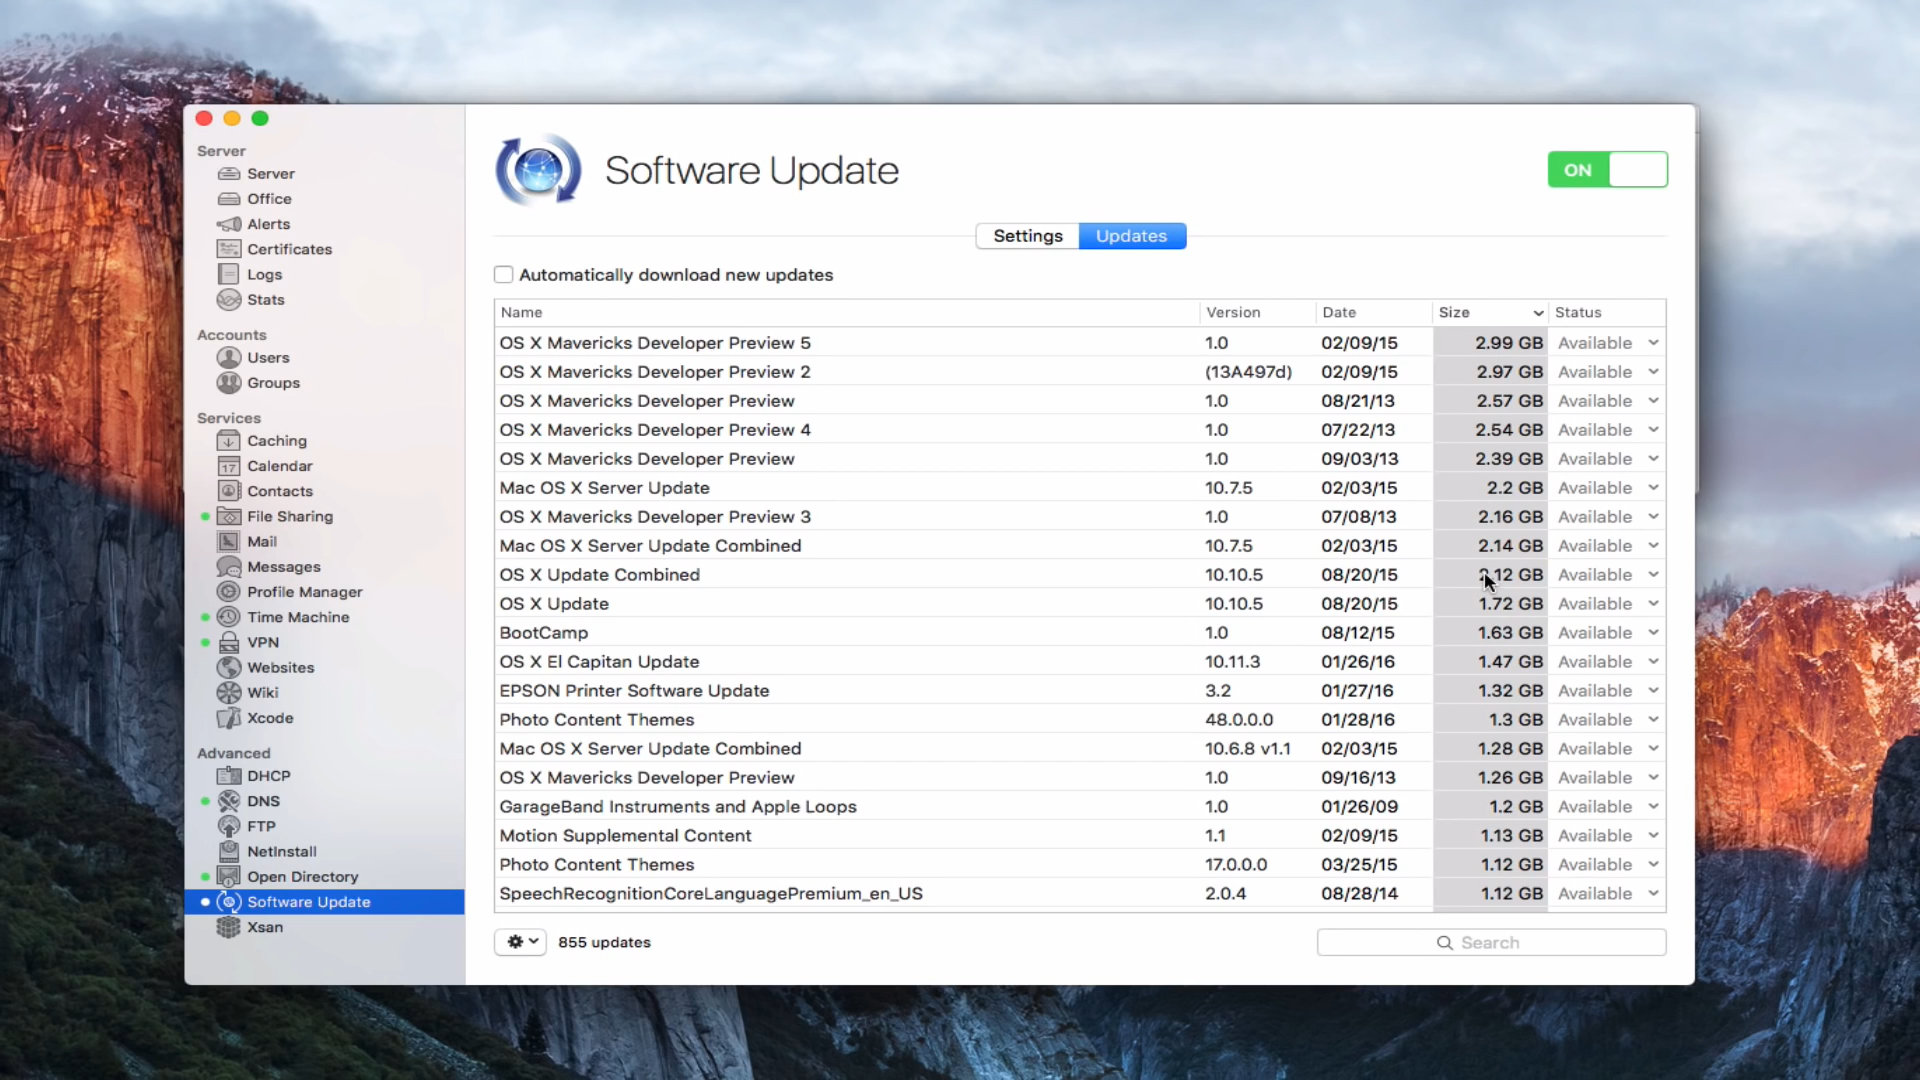 Server
Server
Office
Alerts
Certificates
Logs
Stats
Accounts
Users
Groups
Services
Caching
17 Calendar
Contacts
File Sharing
Mail
Messages
Profile Manager
Time Machine
VPN
Websites
Wiki
Xcode
Advanced
DHCP
DNS
FTP
NetInstall
Open Directory
Software Update
Xsan
Software Update
ON
Settings Updates
Automatically download new updates
Name Version Date Size Status
OS X Mavericks Developer Preview 5 1.0 02/09/15 2.99 GB Available
OS X Mavericks Developer Preview 2 (13A497d) 02/09/15 2.97 GB Available
OS X Mavericks Developer Preview 1.0 08/21/13 2.57 GB Available
OS X Mavericks Developer Preview 4 1.0 07/22/13 2.54 GB Available
OS X Mavericks Developer Preview 1.0 09/03/13 2.39 GB Available
Mac OS X Server Update 10.7.5 02/03/15 2.2 GB Available
OS X Mavericks Developer Preview 3 1.0 07/08/13 2.16 GB Available
Mac OS X Server Update Combined 10.7.5 02/03/15 2.14 GB Available
OS X Update Combined 10.10.5 08/20/15 2.12 GB Available
OS X Update 10.10.5 08/20/15 1.72 GB Available
BootCamp 1.0 08/12/15 1.63 GB Available
OS X El Capitan Update 10.11.3 01/26/16 1.47 GB Available
EPSON Printer Software Update 3.2 01/27/16 1.32 GB Available
Photo Content Themes 48.0.0.0 01/28/16 1.3 GB Available
Mac OS X Server Update Combined 10.6.8 v1.1 02/03/15 1.28 GB Available
OS X Mavericks Developer Preview 1.0 09/16/13 1.26 GB Available
GarageBand Instruments and Apple Loops 1.0 01/26/09 1.2 GB Available
Motion Supplemental Content 1.1 02/09/15 1.13 GB Available
Photo Content Themes 17.0.0.0 03/25/15 1.12 GB Available
SpeechRecognitionCoreLanguagePremium_en_US 2.0.4 08/28/14 1.12 GB Available
855 updates
Search